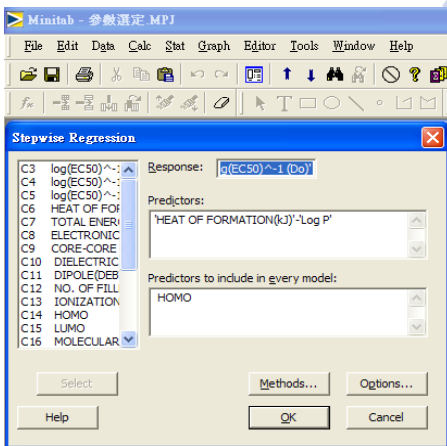 Minitab - 參數選定.MPJ
File Edit Data Calc Stat Graph Editor Tools Window Help
Stepwise Regression
C3 log(EC50)^-1
C4 log(EC50)^-
C5 log(EC50)^-
C6 HEAT OF FOR
C7 TOTAL ENER
C8 ELECTRONIC
C9 CORE-CORE
C10 DIELECTRIC
C11 DIPOLE(DEB
C12 NO. OF FILL
C13 IONIZATION
C14 HOMO
C15 LUMO
C16 MOLECULAR
Response: g(EC50)^-1 (Do)'
Predictors:
'HEAT OF FORMATION(kJ)'-'Log P'
Predictors to include in every model:
HOMO
Select
Methods...
Options...
Help
OK
Cancel